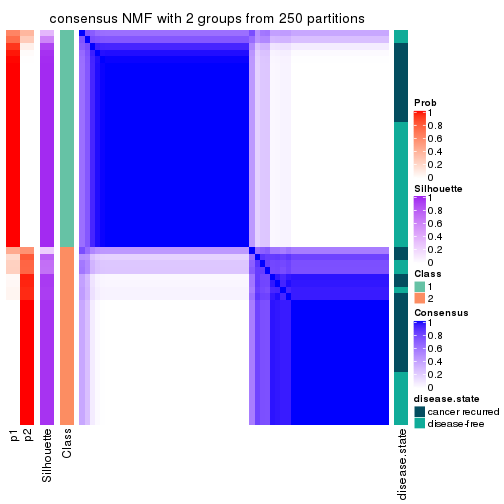 consensus NMF with 2 groups from 250 partitions
p1
p2
Silhouette
Class
disease.state
Prob
1
0.8
0.6
0.4
0.2
0
Silhouette
1
0.8
0.6
0.4
0.2
0
Class
1
2
Consensus
1
0.8
0.6
0.4
0.2
0
disease.state
cancer recurred
disease-free